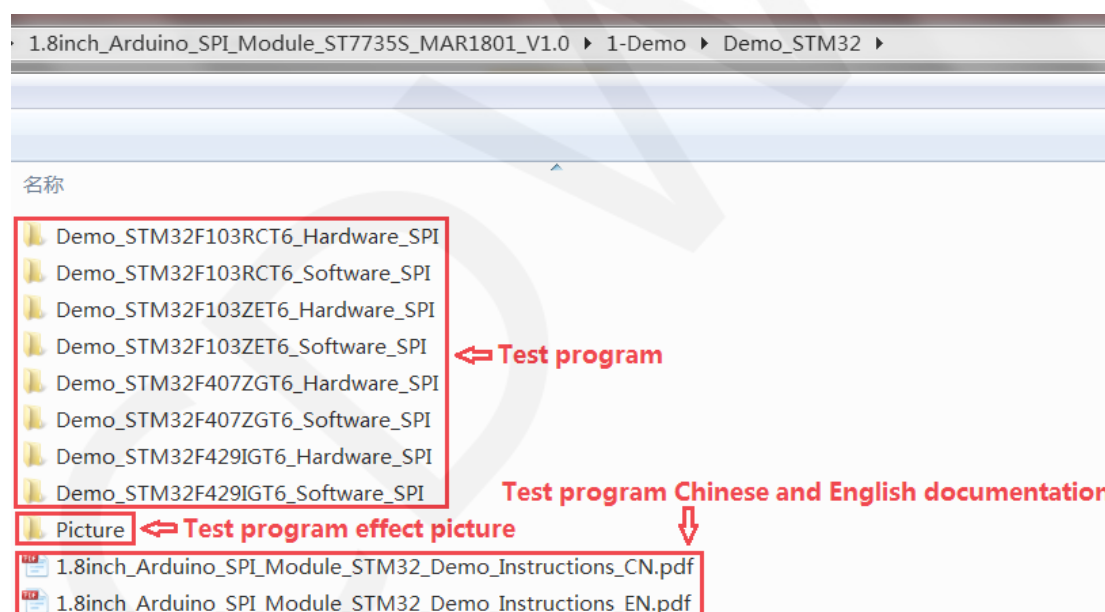 1.8inch_Arduino_SPI_Module_ST7735S_MAR1801_V1.0 ▸ 1-Demo ▸ Demo_STM32 ▸
名称
Demo_STM32F103RCT6_Hardware_SPI
Demo_STM32F103RCT6_Software_SPI
Demo_STM32F103ZET6_Hardware_SPI
Demo_STM32F103ZET6_Software_SPI
Test program
Demo_STM32F407ZGT6_Hardware_SPI
Demo_STM32F407ZGT6_Software_SPI
Demo_STM32F429IGT6_Hardware_SPI
Demo_STM32F429IGT6_Software_SPI
Test program Chinese and English documentation
Picture
Test program effect picture
1.8inch_Arduino_SPI_Module_STM32_Demo_Instructions_CN.pdf
1.8inch_Arduino_SPI_Module_STM32_Demo_Instructions_EN.pdf